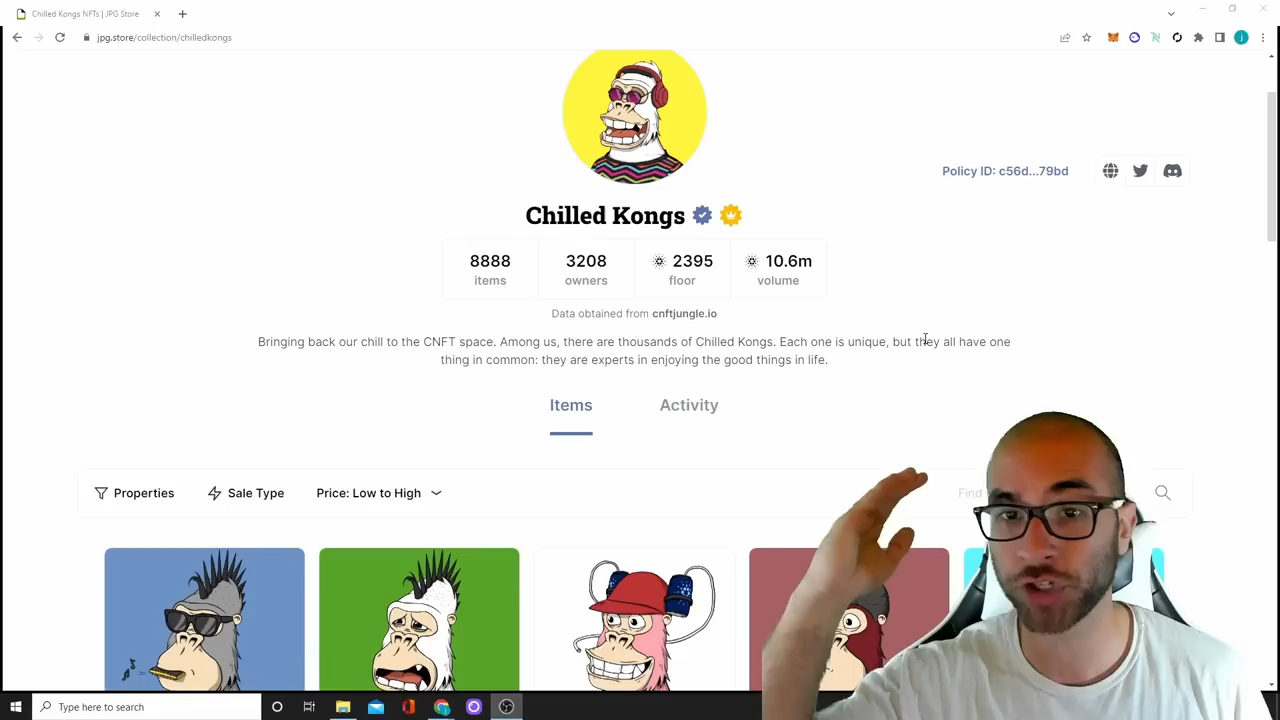 Chilled Kongs NFTs | JPG Store
jpg.store/collection/chilledkongs
Policy ID: c56d...79bd
Chilled Kongs
8888
3208
2395
10.6m
items
owners
floor
volume
Data obtained from cnftjungle.io
Bringing back our chill to the CNFT space. Among us, there are thousands of Chilled Kongs. Each one is unique, but they all have one
thing in common: they are experts in enjoying the good things in life.
Items
Activity
Properties
Sale Type
Price: Low to High
Find
Type here to search